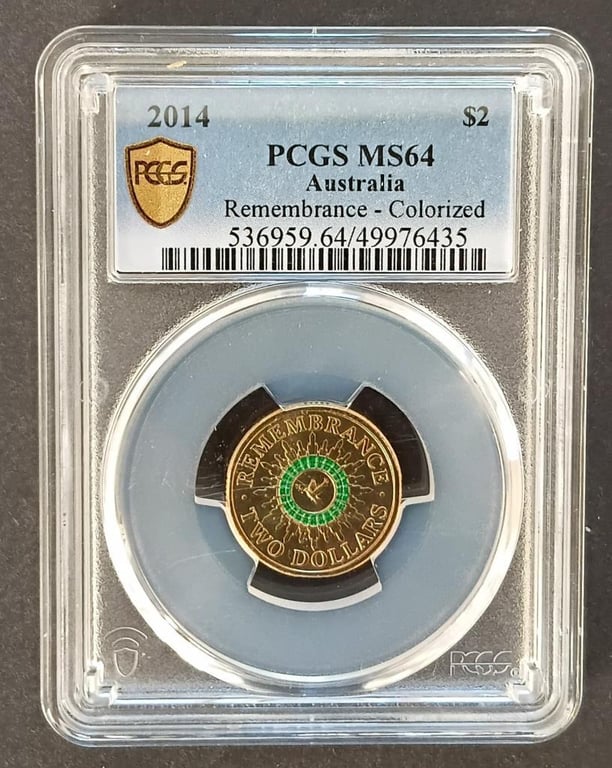 2014 $2
PCGS
PCGS MS64
Australia
Remembrance - Colorized
536959.64/49976435
REMEMBRANCE
TWO DOLLARS
PCGS